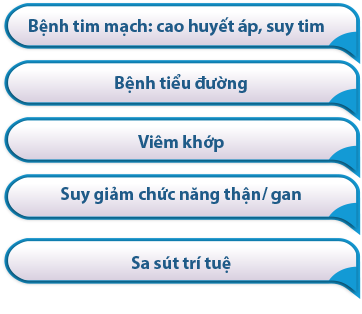 Bệnh tim mạch: cao huyết áp, suy tim
Bệnh tiểu đường
Viêm khớp
Suy giảm chức năng thận/ gan
Sa sút trí tuệ